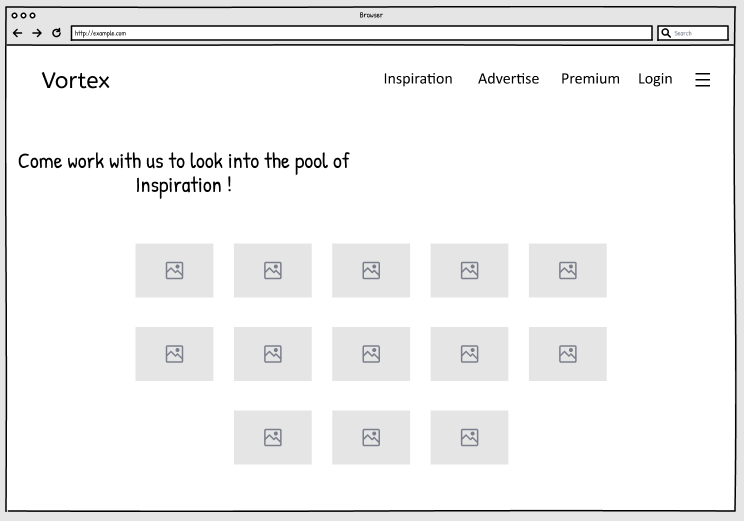 Browser
http://example.com
Search
Vortex
Inspiration Advertise Premium Login
Come work with us to look into the pool of
Inspiration !